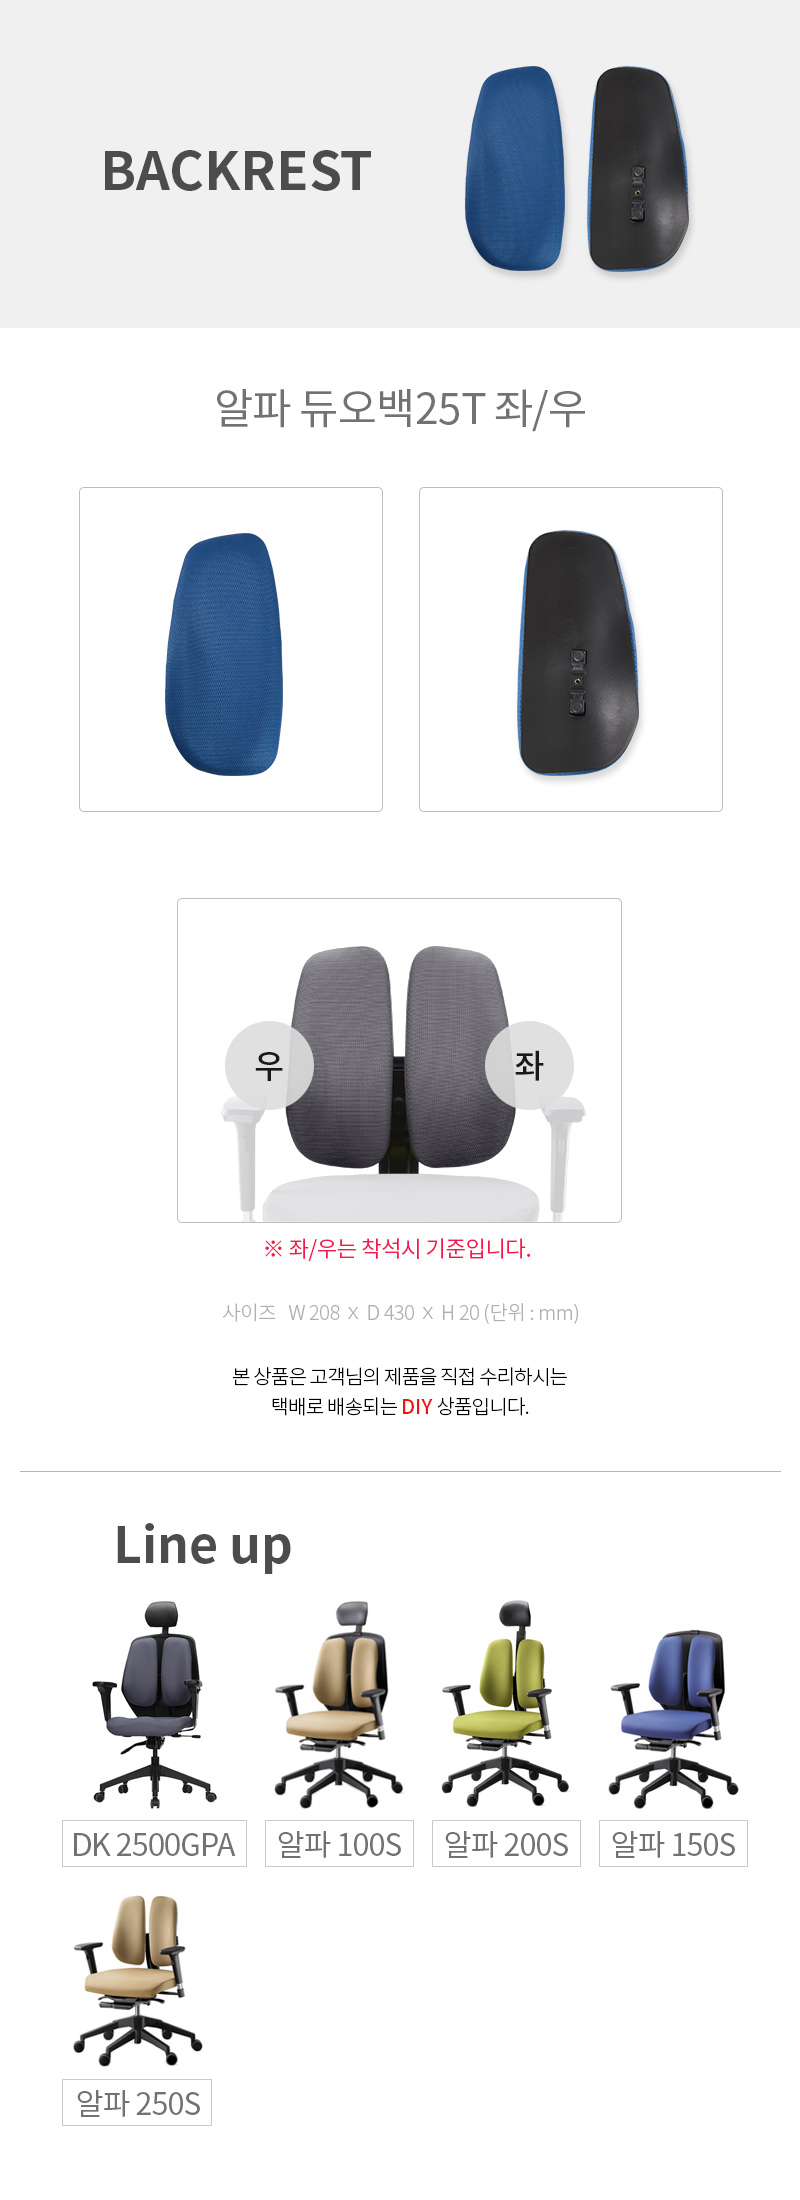 BACKREST
알파 듀오백25T 좌/우
우
좌
※ 좌/우는 착석시 기준입니다.
사이즈 W 208 X D 430 X H 20 (단위 : mm)
본 상품은 고객님의 제품을 직접 수리하시는
택배로 배송되는 DIY 상품입니다.
Line up
DK 2500GPA
알파 100S
알파 200S
알파 150S
알파 250S